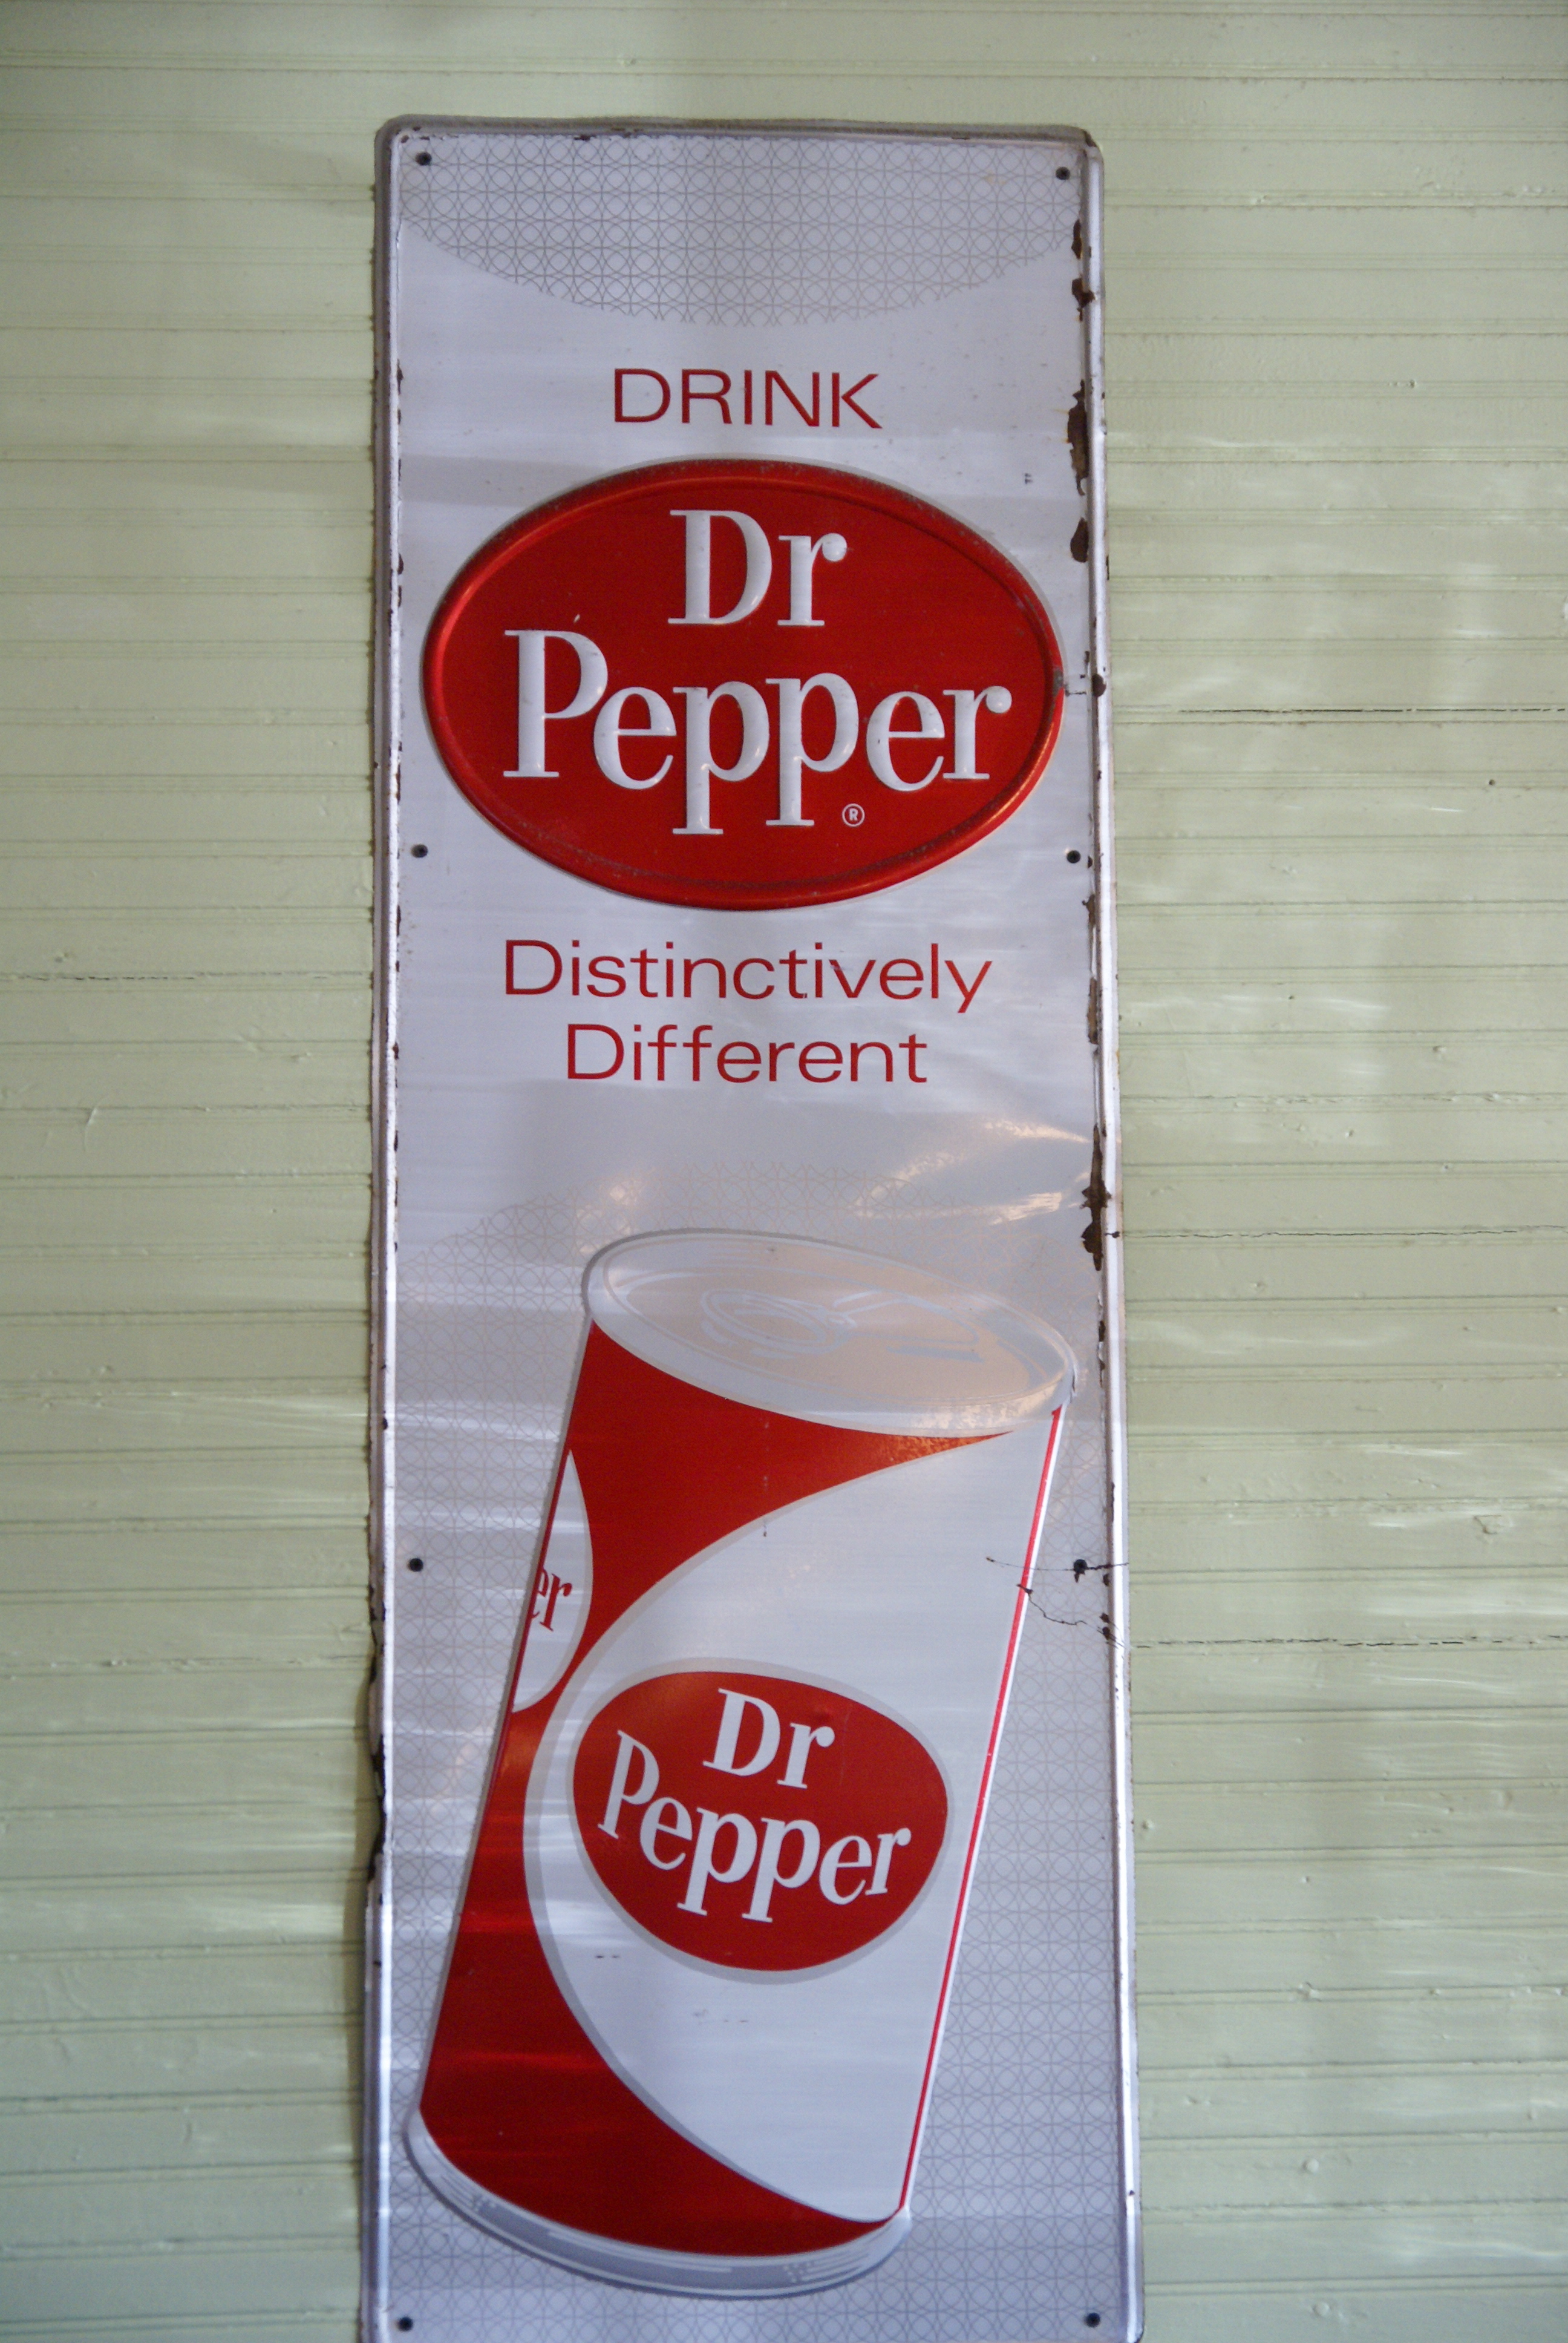 DRINK
Dr
Pepper
®
Distinctively
Different
er
Dr
Pepper